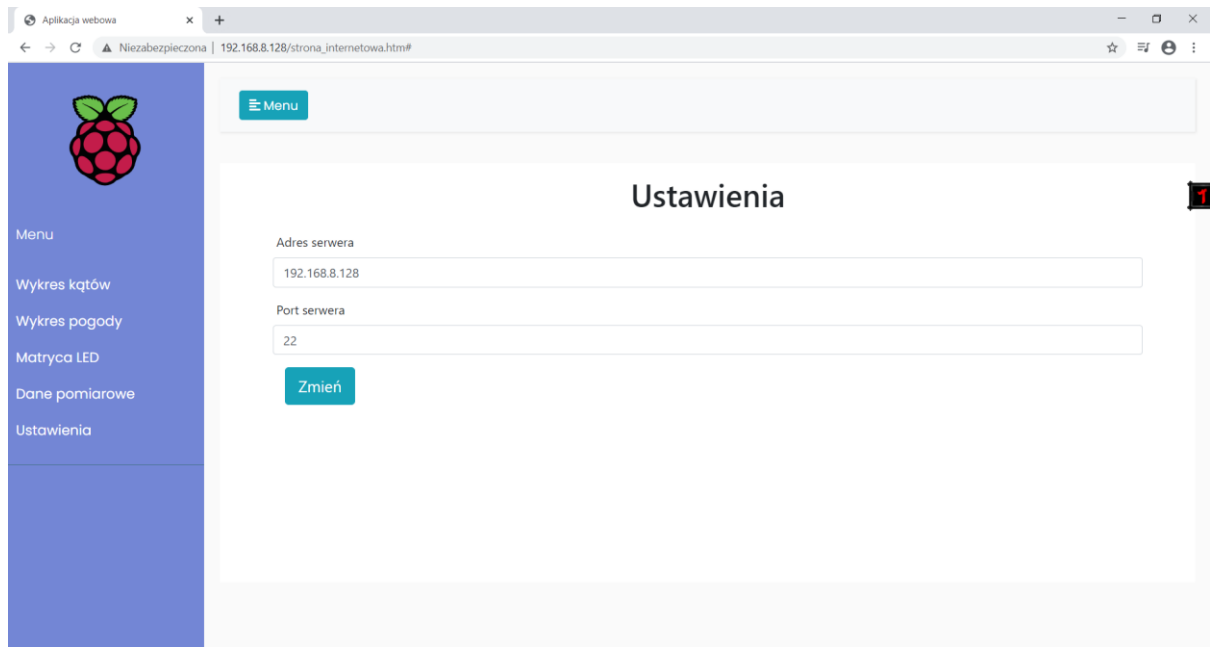 Aplikacja webowa
Niezabezpieczona | 192.168.8.128/strona_internetowa.htm#
Menu
Ustawienia
1
Menu
Wykres kątów
Wykres pogody
Matryca LED
Dane pomiarowe
Ustawienia
Adres serwera
192.168.8.128
Port serwera
22
Zmień